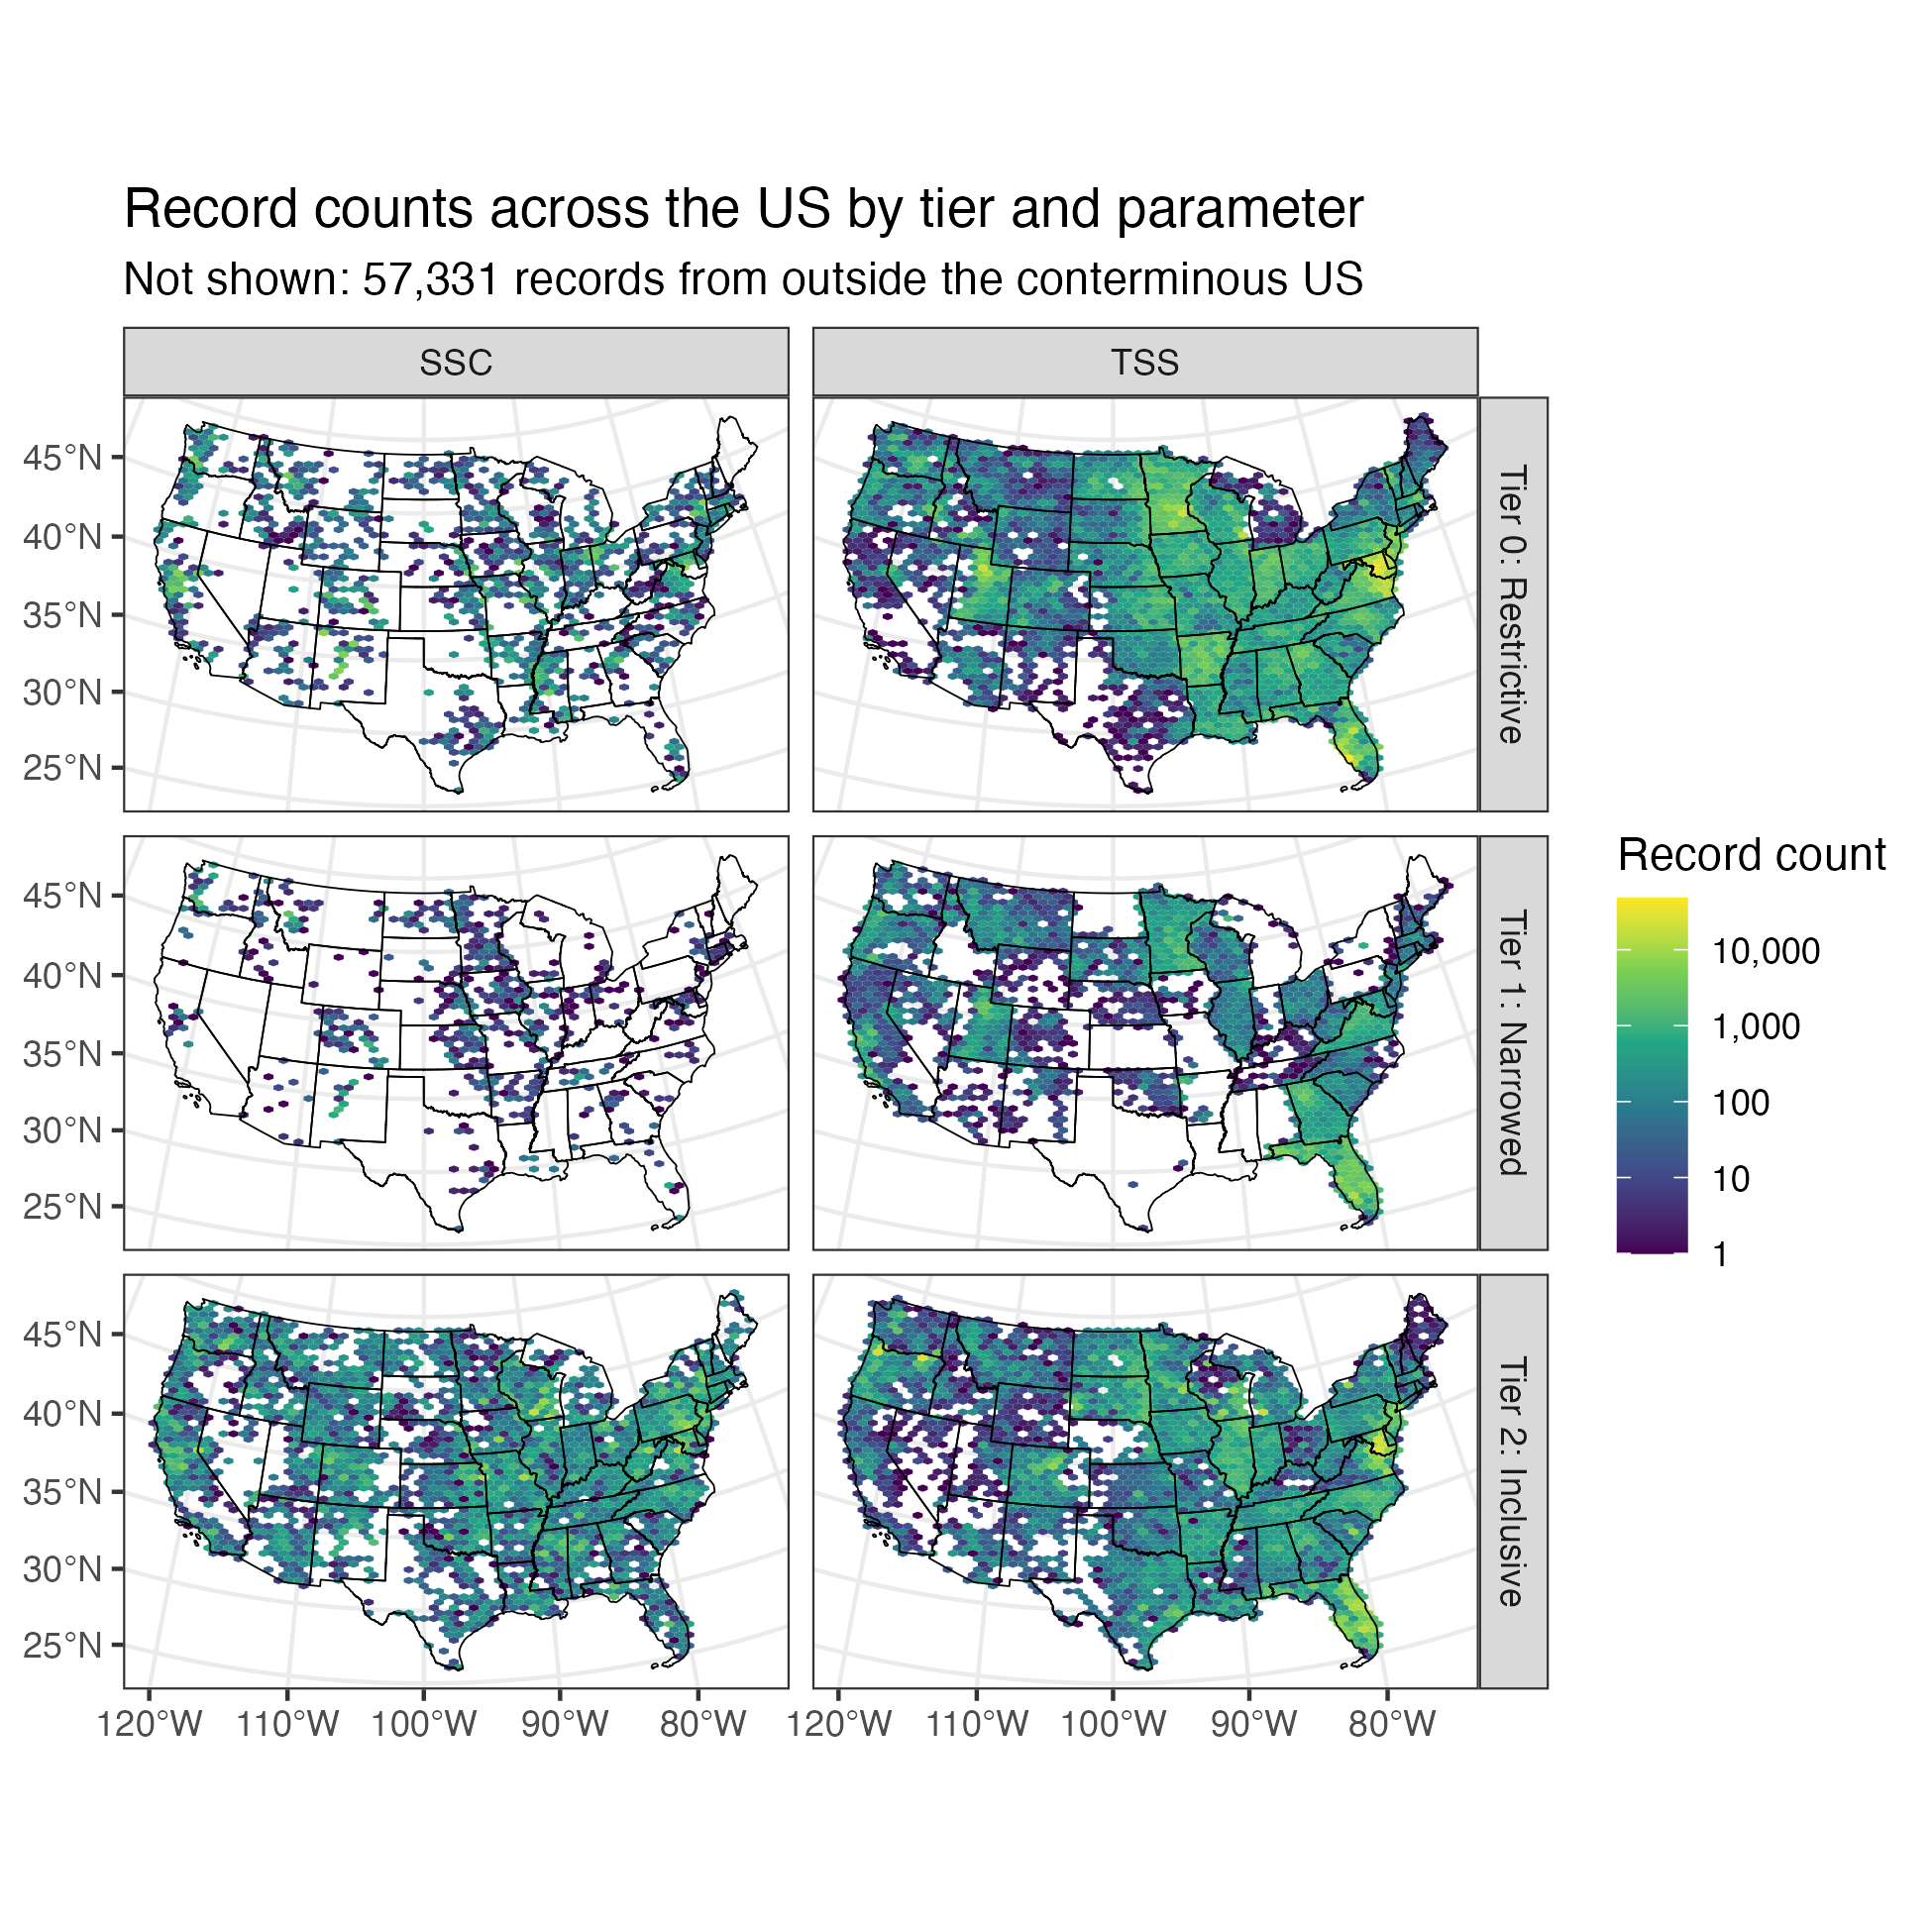 Record counts across the US by tier and parameter
Not shown: 57,331 records from outside the conterminous US
SSC
TSS
45°N
40°N
35°N
30°N
25°N
Tier 0: Restrictive
45°N
40°N
35°N
30°N
25°N
Tier 1: Narrowed
45°N
40°N
35°N
30°N
25°N
Tier 2: Inclusive
120°W 110°W 100°W 90°W 80°W
120°W 110°W 100°W 90°W 80°W
Record count
10,000
1,000
100
10
1